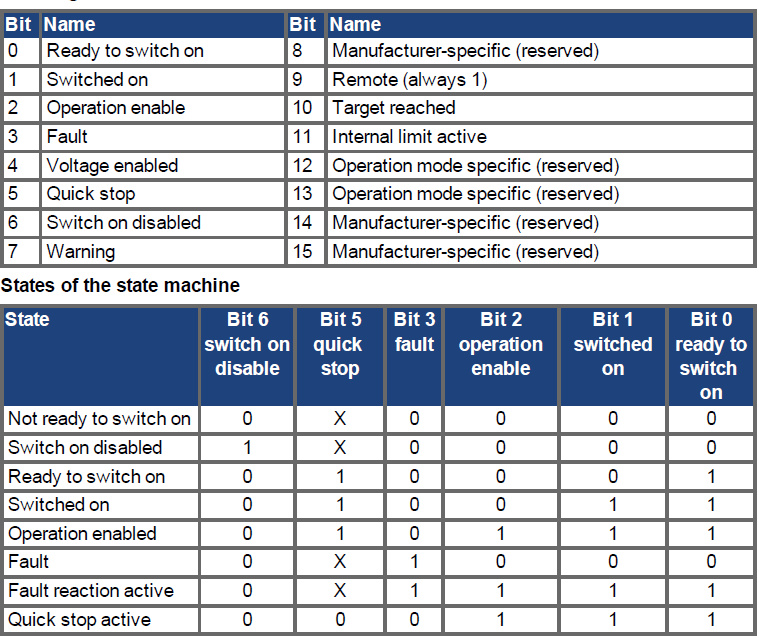 Bit Name Bit Name
0 Ready to switch on 8 Manufacturer-specific (reserved)
1 Switched on 9 Remote (always 1)
2 Operation enable 10 Target reached
3 Fault 11 Internal limit active
4 Voltage enabled 12 Operation mode specific (reserved)
5 Quick stop 13 Operation mode specific (reserved)
6 Switch on disabled 14 Manufacturer-specific (reserved)
7 Warning 15 Manufacturer-specific (reserved)
States of the state machine
State Bit 6 Bit 5 Bit 3 Bit 2 Bit 1 Bit 0
switch on quick fault operation switched ready to
disable stop enable on switch
on
Not ready to switch on 0 X 0 0 0 0
Switch on disabled 1 X 0 0 0 0
Ready to switch on 0 1 0 0 0 1
Switched on 0 1 0 0 1 1
Operation enabled 0 1 0 1 1 1
Fault 0 X 1 0 0 0
Fault reaction active 0 X 1 1 1 1
Quick stop active 0 0 0 1 1 1